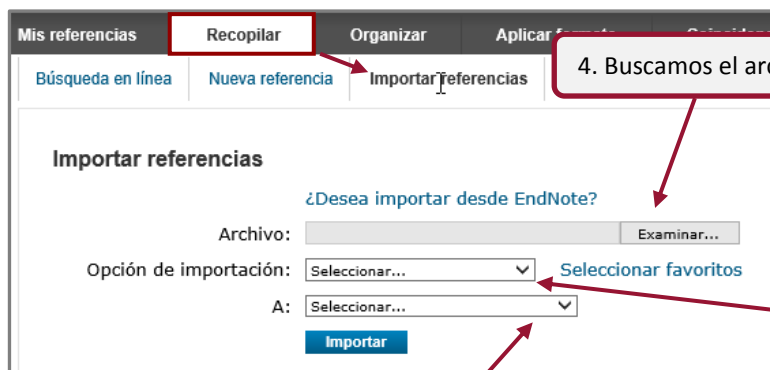 Mis referencias Recopilar Organizar Aplicar
4. Buscamos el
Búsqueda en línea Nueva referencia Importar referencias
Importar referencias
¿Desea importar desde EndNote?
Archivo: Examinar...
Opción de importación: Seleccionar... Seleccionar favoritos
A: Seleccionar...
Importar